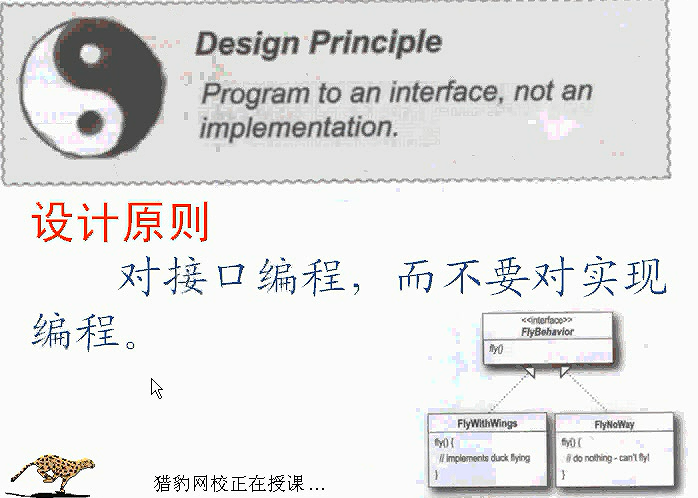 Design Principle
Program to an interface, not an
implementation.
设计原则
对接口编程，而不要对实现
编程。
<<interface>>
FlyBehavior
fly()
FlyWithWings
fly() {
// implements duck flying
}
FlyNoWay
fly() {
// do nothing - can't fly!
}
猎豹网校正在授课...